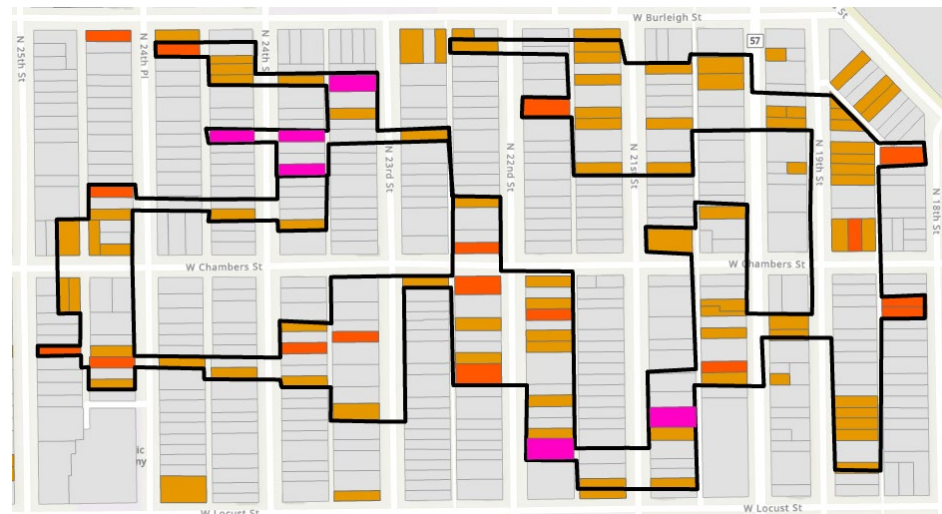 W Burleigh St
St
57
N 25th St
N 24th Pl
N 24th St
N 23rd St
N 22nd St
N 21st St
N 19th St
N 18th St
W Chambers St
W Chambers St
W Locust St
W Locust St